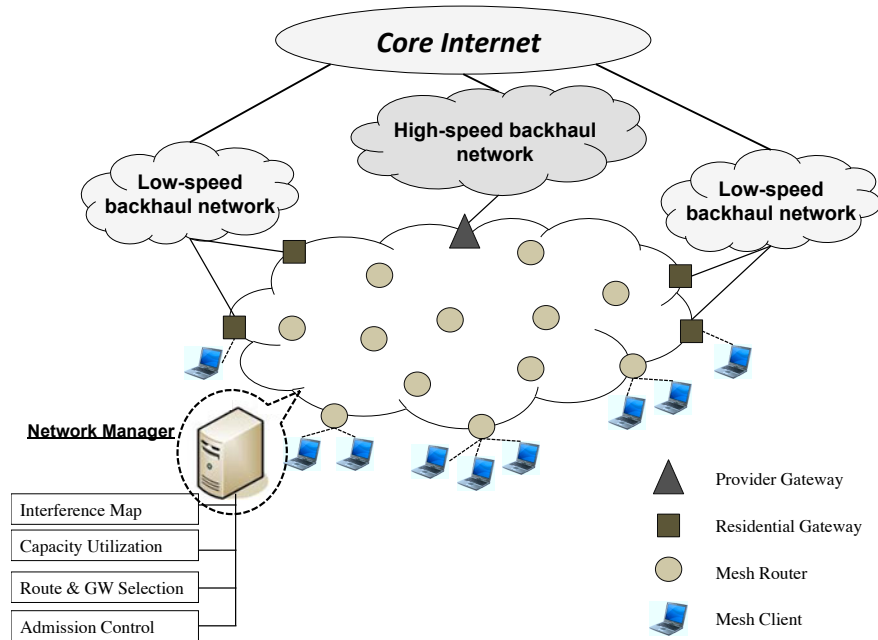 Core Internet
High-speed backhaul
network
Low-speed
backhaul network
Low-speed
backhaul network
Network Manager
Interference Map
Capacity Utilization
Route & GW Selection
Admission Control
Provider Gateway
Residential Gateway
Mesh Router
Mesh Client